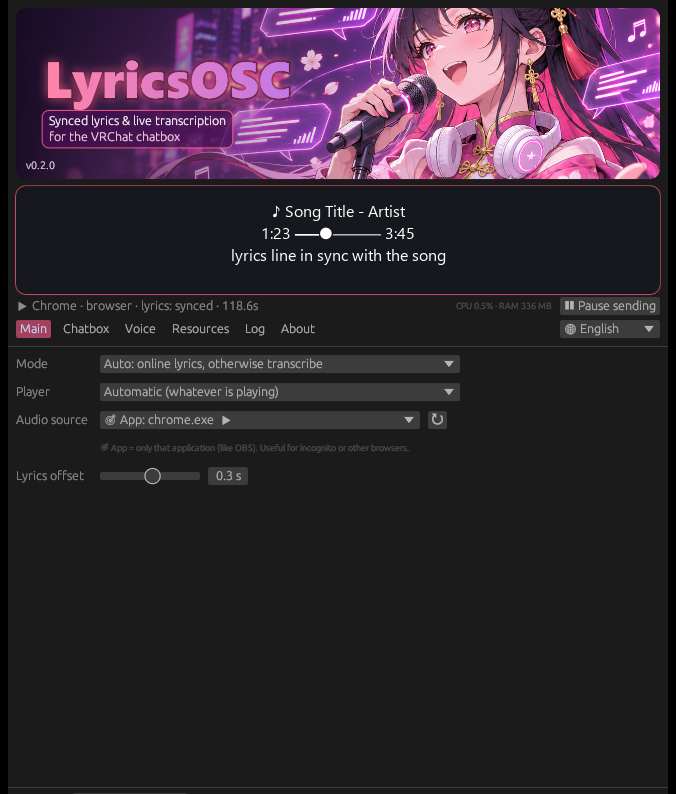 LyricsOSC
Synced lyrics & live transcription
for the VRChat chatbox
v0.2.0
♪ Song Title - Artist
1:23 3:45
lyrics line in sync with the song
▶ Chrome · browser · lyrics: synced · 118.6s
CPU 0.5% · RAM 336 MB
Pause sending
Main Chatbox Voice Resources Log About
English
Mode Auto: online lyrics, otherwise transcribe
Player Automatic (whatever is playing)
Audio source App: chrome.exe ▶
App = only that application (like OBS). Useful for incognito or other browsers.
Lyrics offset 0.3 s